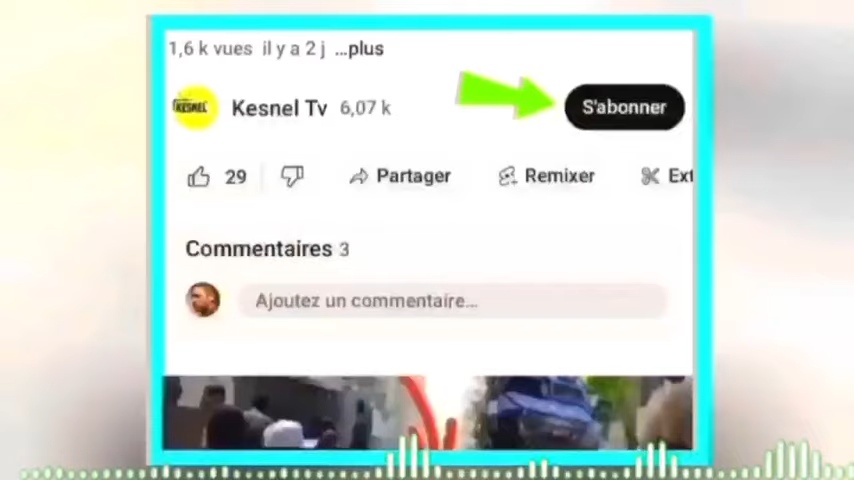 1,6 k vues il y a 2 j ...plus
KESNEL
Kesnel Tv 6,07 k
S'abonner
29
Partager
Remixer
Ext
Commentaires 3
Ajoutez un commentaire...